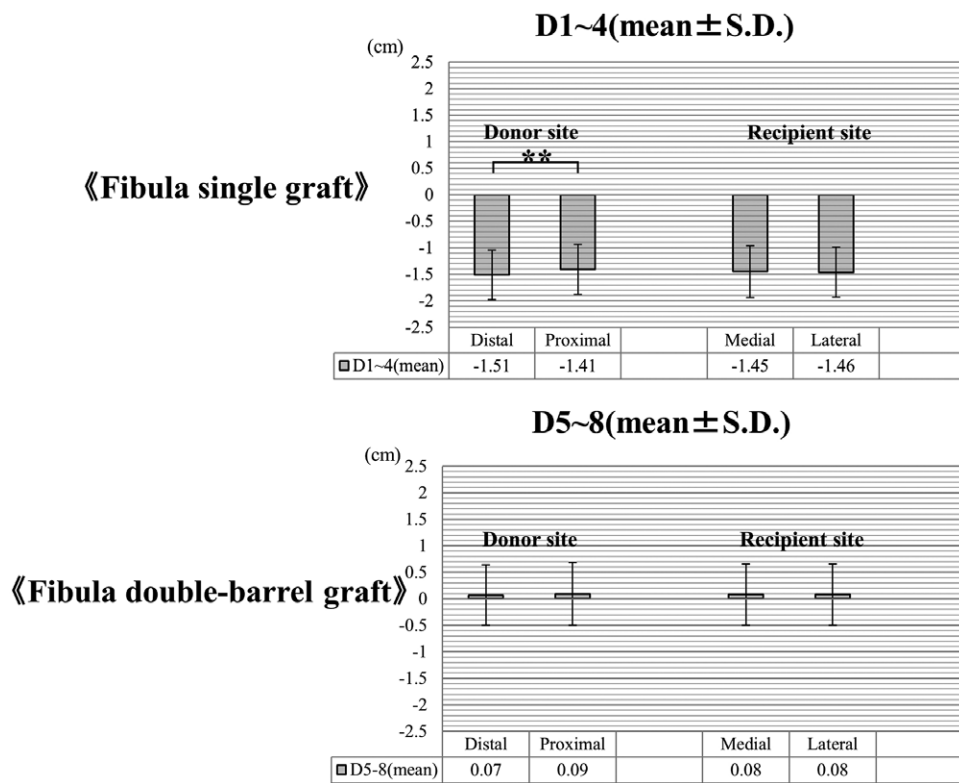 D1~4(mean±S.D.)
(cm)
2.5
2
1.5
1
0.5
0
-0.5
-1
-1.5
-2
-2.5
Donor site
Recipient site
**
《Fibula single graft》
Distal Proximal Medial Lateral
D1~4(mean) -1.51 -1.41 -1.45 -1.46
D5~8(mean±S.D.)
(cm)
2.5
2
1.5
1
0.5
0
-0.5
-1
-1.5
-2
-2.5
Donor site
Recipient site
《Fibula double-barrel graft》
Distal Proximal Medial Lateral
D5-8(mean) 0.07 0.09 0.08 0.08